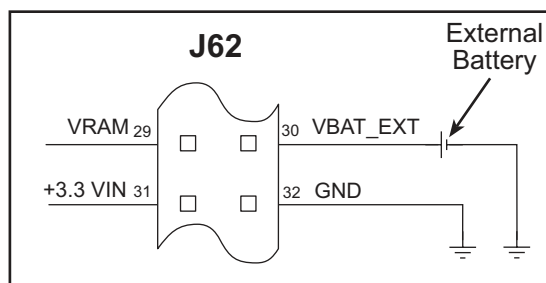 J62
External
Battery
VRAM 29
30 VBAT_EXT
+3.3 VIN 31
32 GND